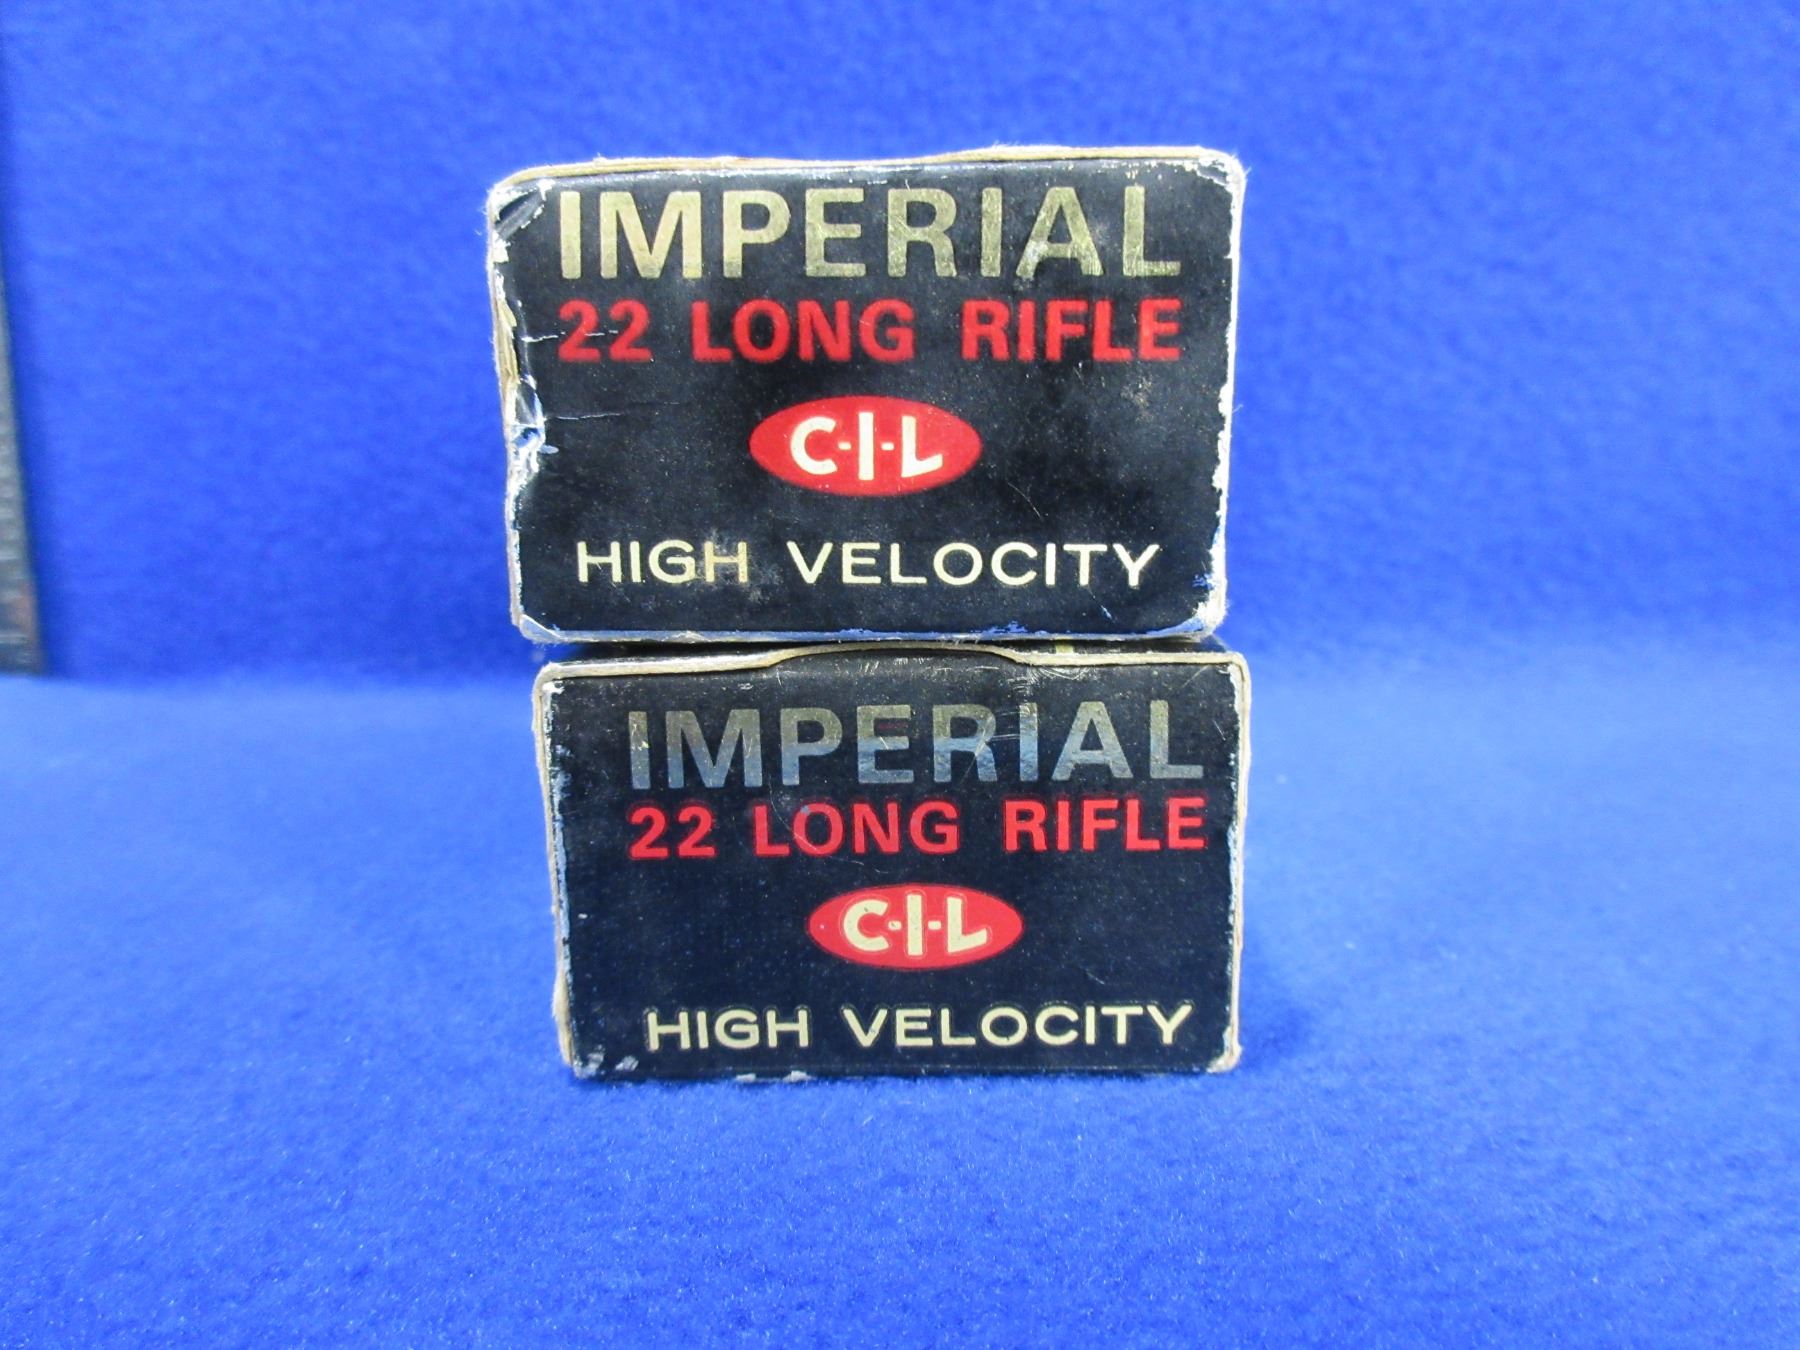 IMPERIAL
22 LONG RIFLE
C-I-L
HIGH VELOCITY
IMPERIAL
22 LONG RIFLE
C-I-L
HIGH VELOCITY